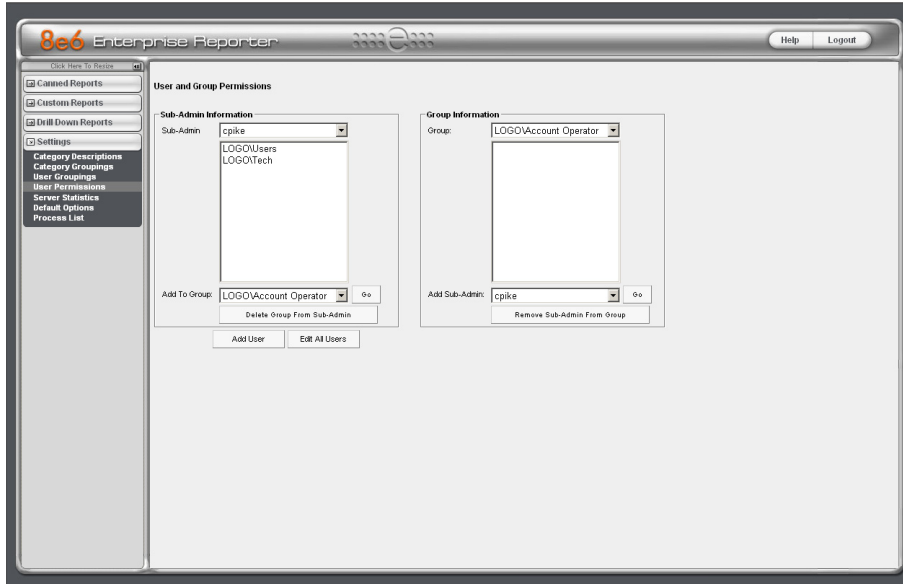 8e6 Enterprise Reporter
Help Logout
Click Here To Resize
Canned Reports
Custom Reports
Drill Down Reports
Settings
Category Descriptions
Category Groupings
User Groupings
User Permissions
Server Statistics
Default Options
Process List
User and Group Permissions
Sub-Admin Information
Sub-Admin cpike
LOGO\Users
LOGO\Tech
Add To Group: LOGO\Account Operator Go
Delete Group From Sub-Admin
Add User Edit All Users
Group Information
Group: LOGO\Account Operator
Add Sub-Admin: cpike Go
Remove Sub-Admin From Group